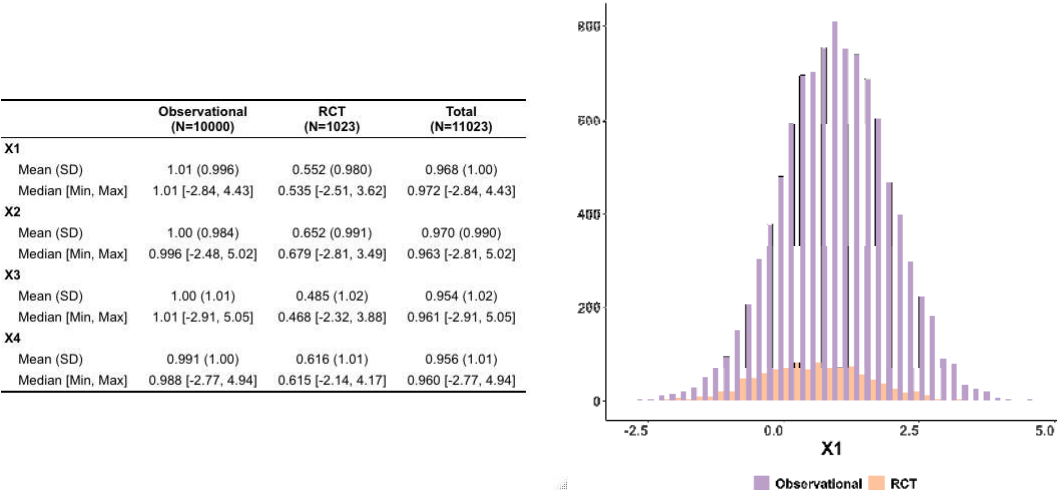 Observational RCT Total
(N=10000) (N=1023) (N=11023)
X1
Mean (SD) 1.01 (0.996) 0.552 (0.980) 0.968 (1.00)
Median [Min, Max] 1.01 [-2.84, 4.43] 0.535 [-2.51, 3.62] 0.972 [-2.84, 4.43]
X2
Mean (SD) 1.00 (0.984) 0.652 (0.991) 0.970 (0.990)
Median [Min, Max] 0.996 [-2.48, 5.02] 0.679 [-2.81, 3.49] 0.963 [-2.81, 5.02]
X3
Mean (SD) 1.00 (1.01) 0.485 (1.02) 0.954 (1.02)
Median [Min, Max] 1.01 [-2.91, 5.05] 0.468 [-2.32, 3.88] 0.961 [-2.91, 5.05]
X4
Mean (SD) 0.991 (1.00) 0.616 (1.01) 0.956 (1.01)
Median [Min, Max] 0.988 [-2.77, 4.94] 0.615 [-2.14, 4.17] 0.960 [-2.77, 4.94]
0
-2.5 0.0 2.5 5.0
X1
Observational RCT